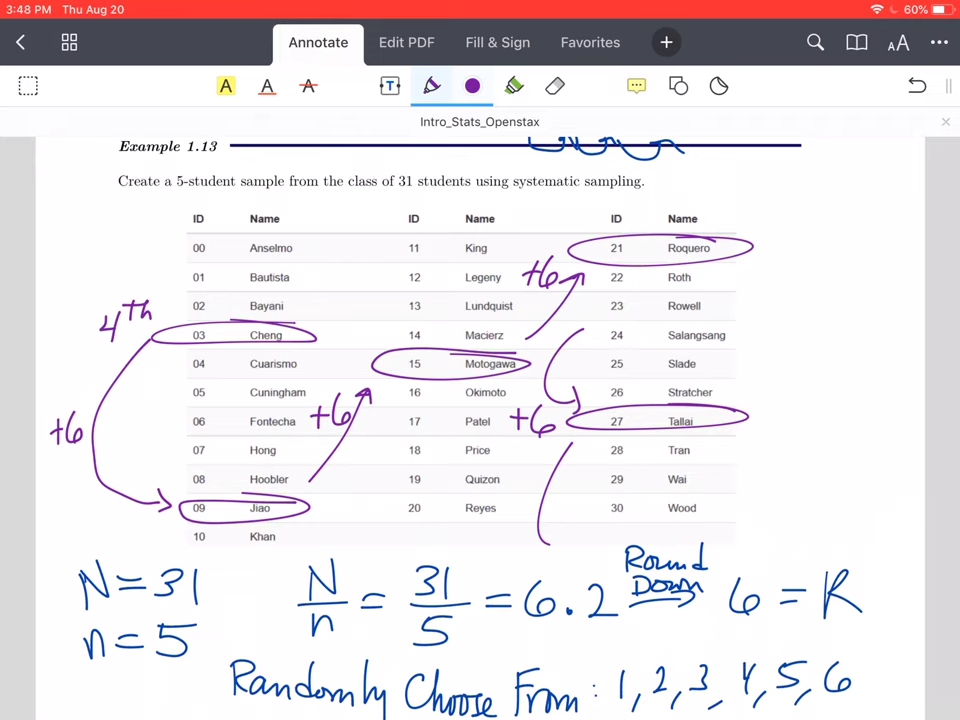 3:48 PM Thu Aug 20 60%
Annotate Edit PDF Fill & Sign Favorites + AA
A A A T
Intro_Stats_Openstax
Example 1.13
Create a 5-student sample from the class of 31 students using systematic sampling.
ID Name ID Name ID Name
00 Anselmo 11 King 21 Roquero
01 Bautista 12 Legeny 22 Roth
02 Bayani 13 Lundquist 23 Rowell
03 Cheng 14 Macierz 24 Salangsang
04 Cuarismo 15 Motogawa 25 Slade
05 Cuningham 16 Okimoto 26 Stratcher
06 Fontecha 17 Patel 27 Tallai
07 Hong 18 Price 28 Tran
08 Hoobler 19 Quizon 29 Wai
09 Jiao 20 Reyes 30 Wood
10 Khan
4th
+6
+6
+6
+6
N=31
n=5
N/n = 31/5 = 6.2 Round Down 6 = R
Randomly Choose From: 1, 2, 3, 4, 5, 6